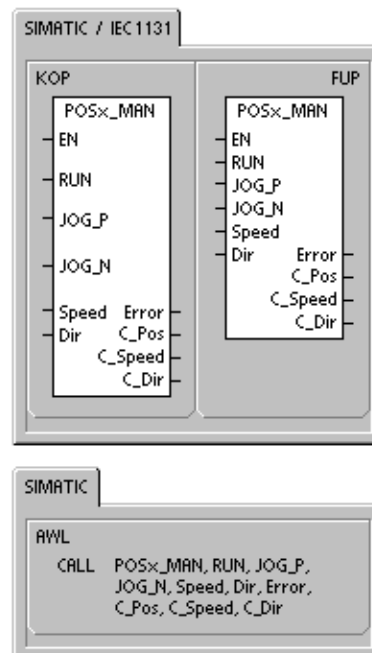 SIMATIC / IEC1131
KOP
POSx_MAN
EN
RUN
JOG_P
JOG_N
Speed Error
Dir C_Pos
C_Speed
C_Dir
FUP
POSx_MAN
EN
RUN
JOG_P
JOG_N
Speed
Dir Error
C_Pos
C_Speed
C_Dir
SIMATIC
AWL
CALL POSx_MAN, RUN, JOG_P,
JOG_N, Speed, Dir, Error,
C_Pos, C_Speed, C_Dir